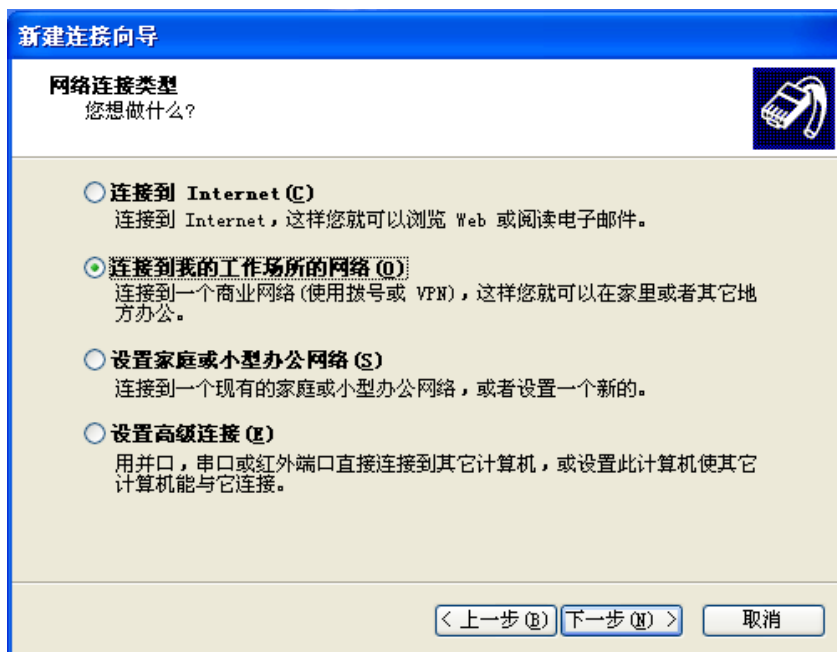 新建连接向导
网络连接类型
您想做什么?
连接到 Internet(C)
连接到 Internet，这样您就可以浏览 Web 或阅读电子邮件。
连接到我的工作场所的网络(O)
连接到一个商业网络(使用拨号或 VPN)，这样您就可以在家里或者其它地
方办公。
设置家庭或小型办公网络(S)
连接到一个现有的家庭或小型办公网络，或者设置一个新的。
设置高级连接(E)
用并口，串口或红外端口直接连接到其它计算机，或设置此计算机使其它
计算机能与它连接。
< 上一步(B) 下一步(N) > 取消